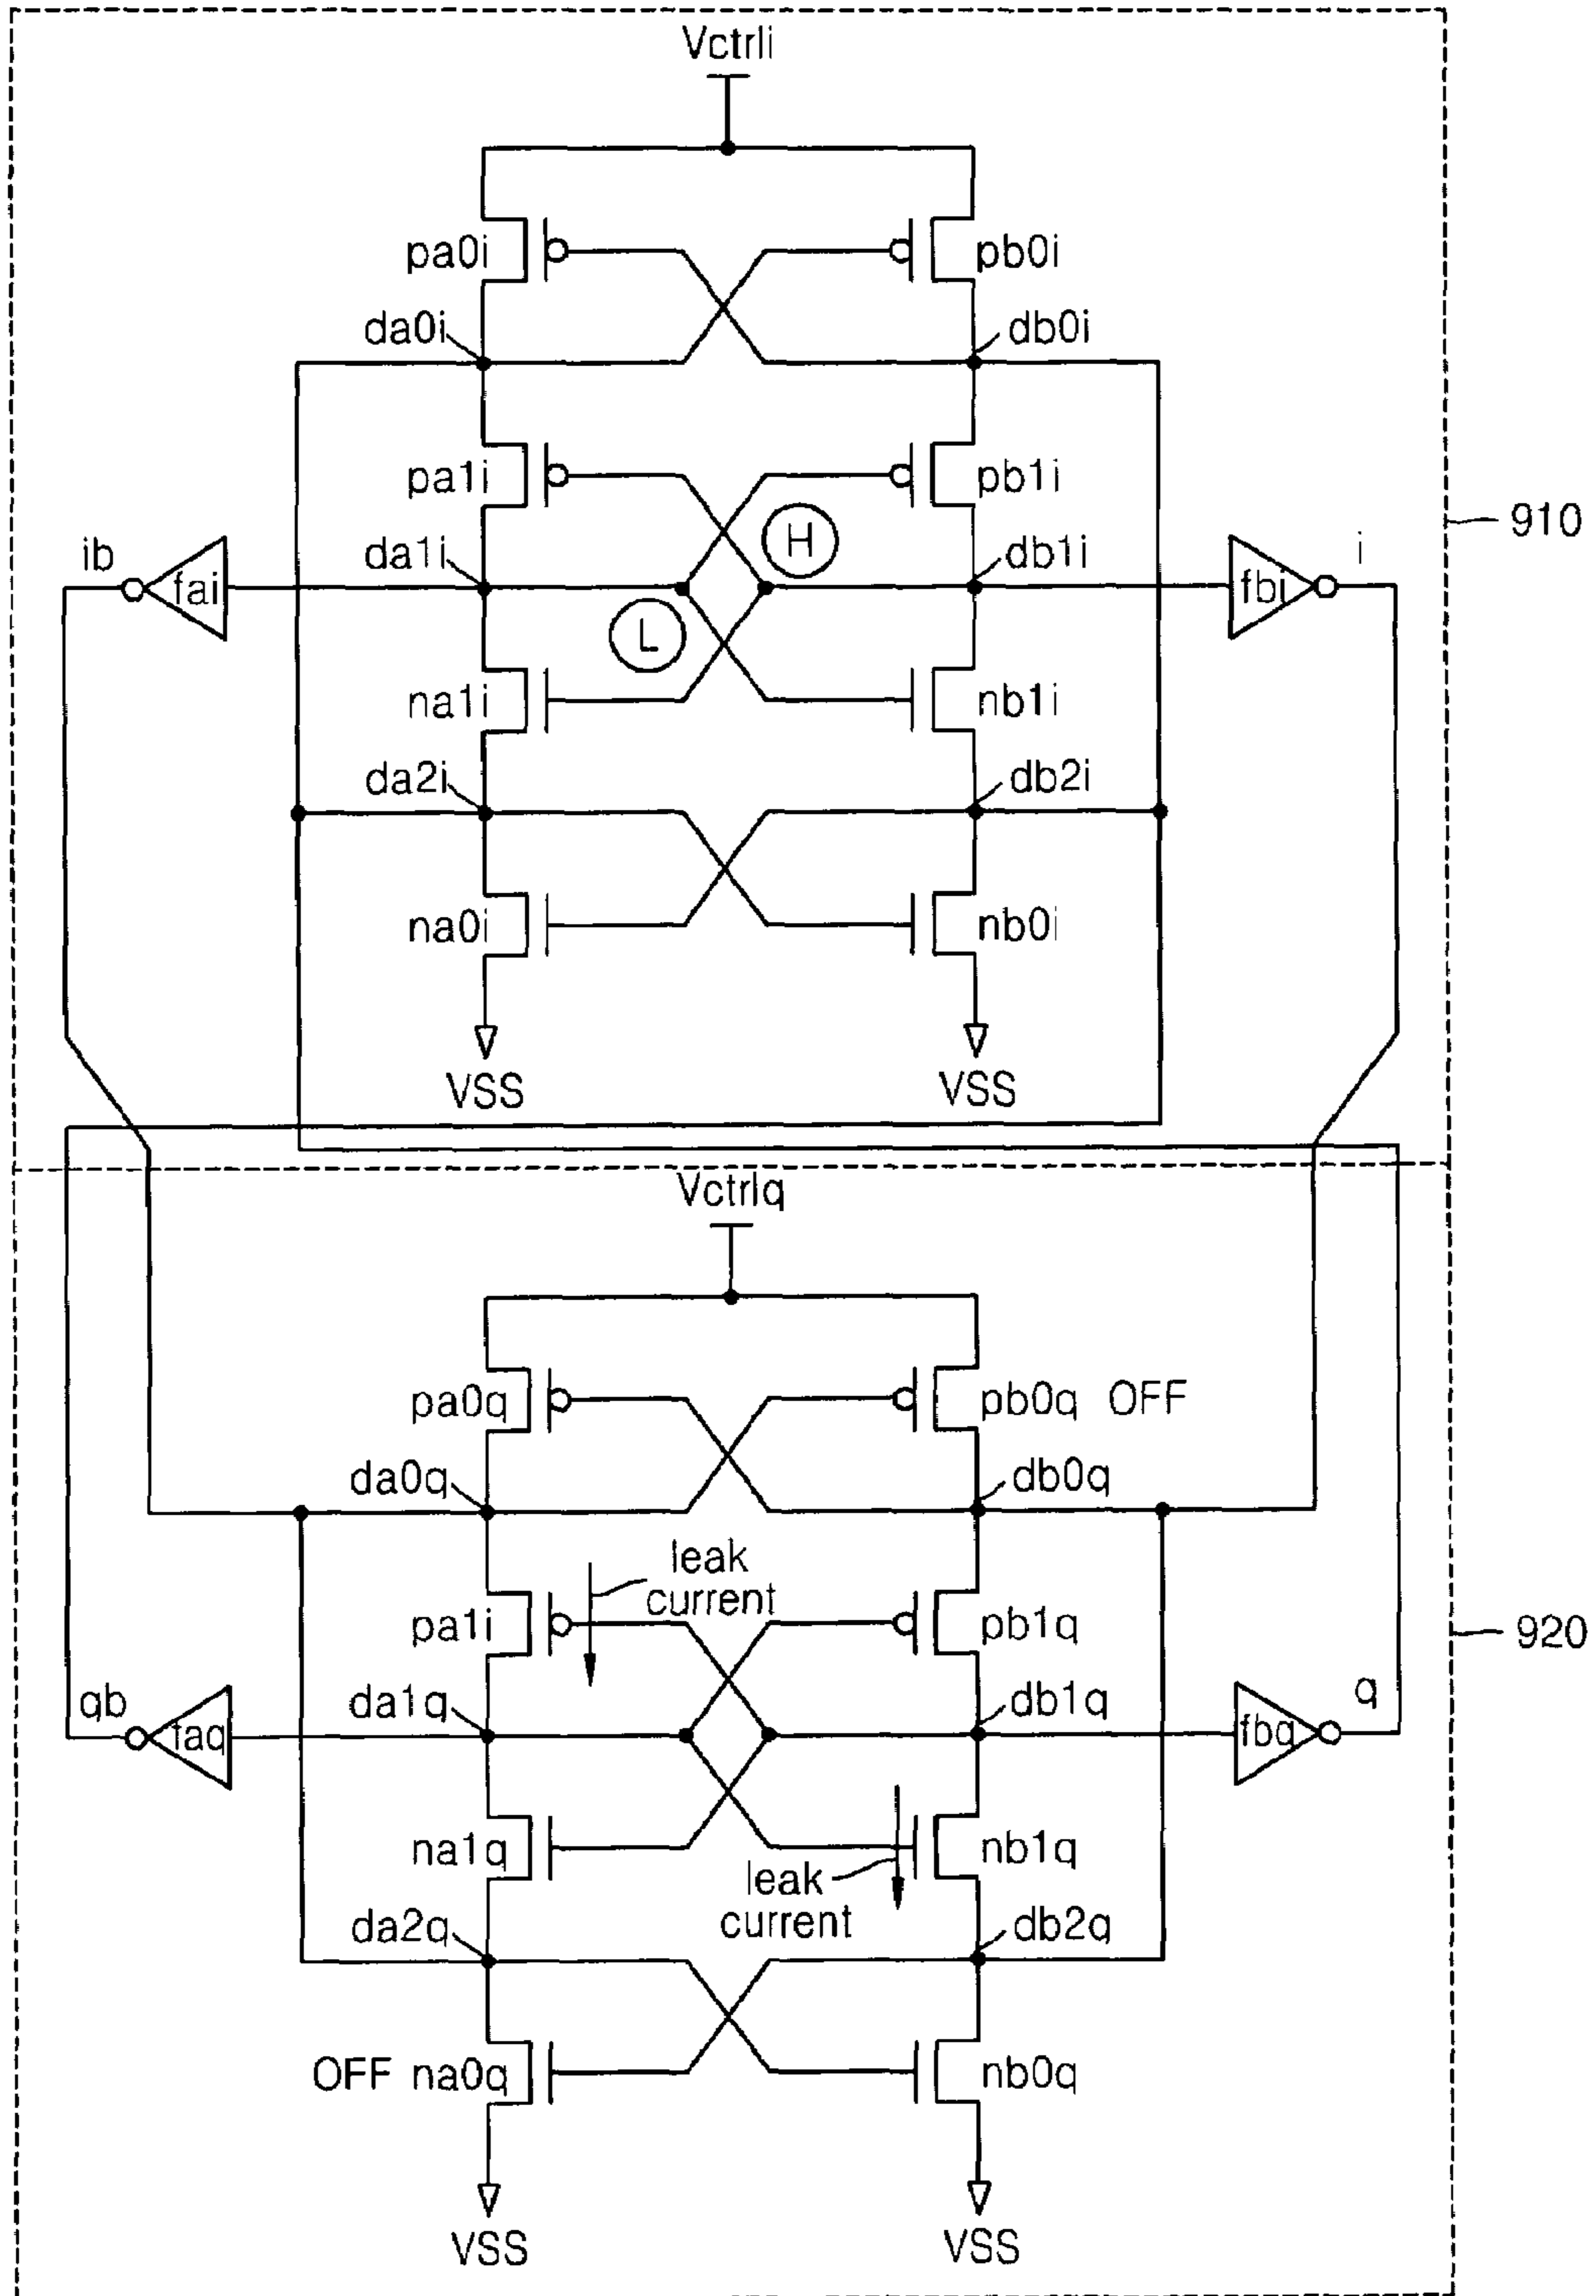 Vctrli
pa0i
pb0i
da0i
db0i
pa1i
pb1i
H
910
ib
da1i
db1i
i
fai
fbi
L
na1i
nb1i
da2i
db2i
na0i
nb0i
VSS
VSS
Vctrlq
pa0q
pb0q OFF
da0q
db0q
leak
current
pa1i
pb1q
920
qb
da1q
db1q
q
faq
fbq
na1q
nb1q
leak
current
da2q
db2q
OFF na0q
nb0q
VSS
VSS